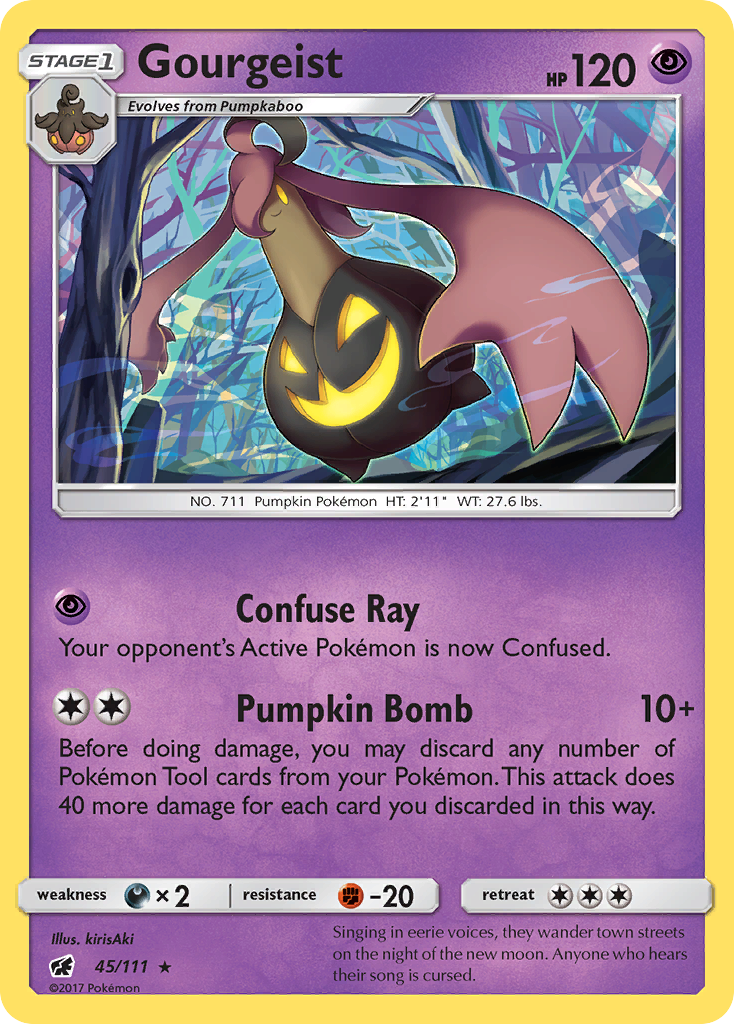 STAGE1
Gourgeist
HP 120
Evolves from Pumpkaboo
NO. 711 Pumpkin Pokémon HT: 2'11" WT: 27.6 lbs.
Confuse Ray
Your opponent's Active Pokémon is now Confused.
Pumpkin Bomb 10+
Before doing damage, you may discard any number of
Pokémon Tool cards from your Pokémon. This attack does
40 more damage for each card you discarded in this way.
weakness ×2 resistance -20 retreat
Illus. kirisAki
45/111 ★
©2017 Pokémon
Singing in eerie voices, they wander town streets
on the night of the new moon. Anyone who hears
their song is cursed.